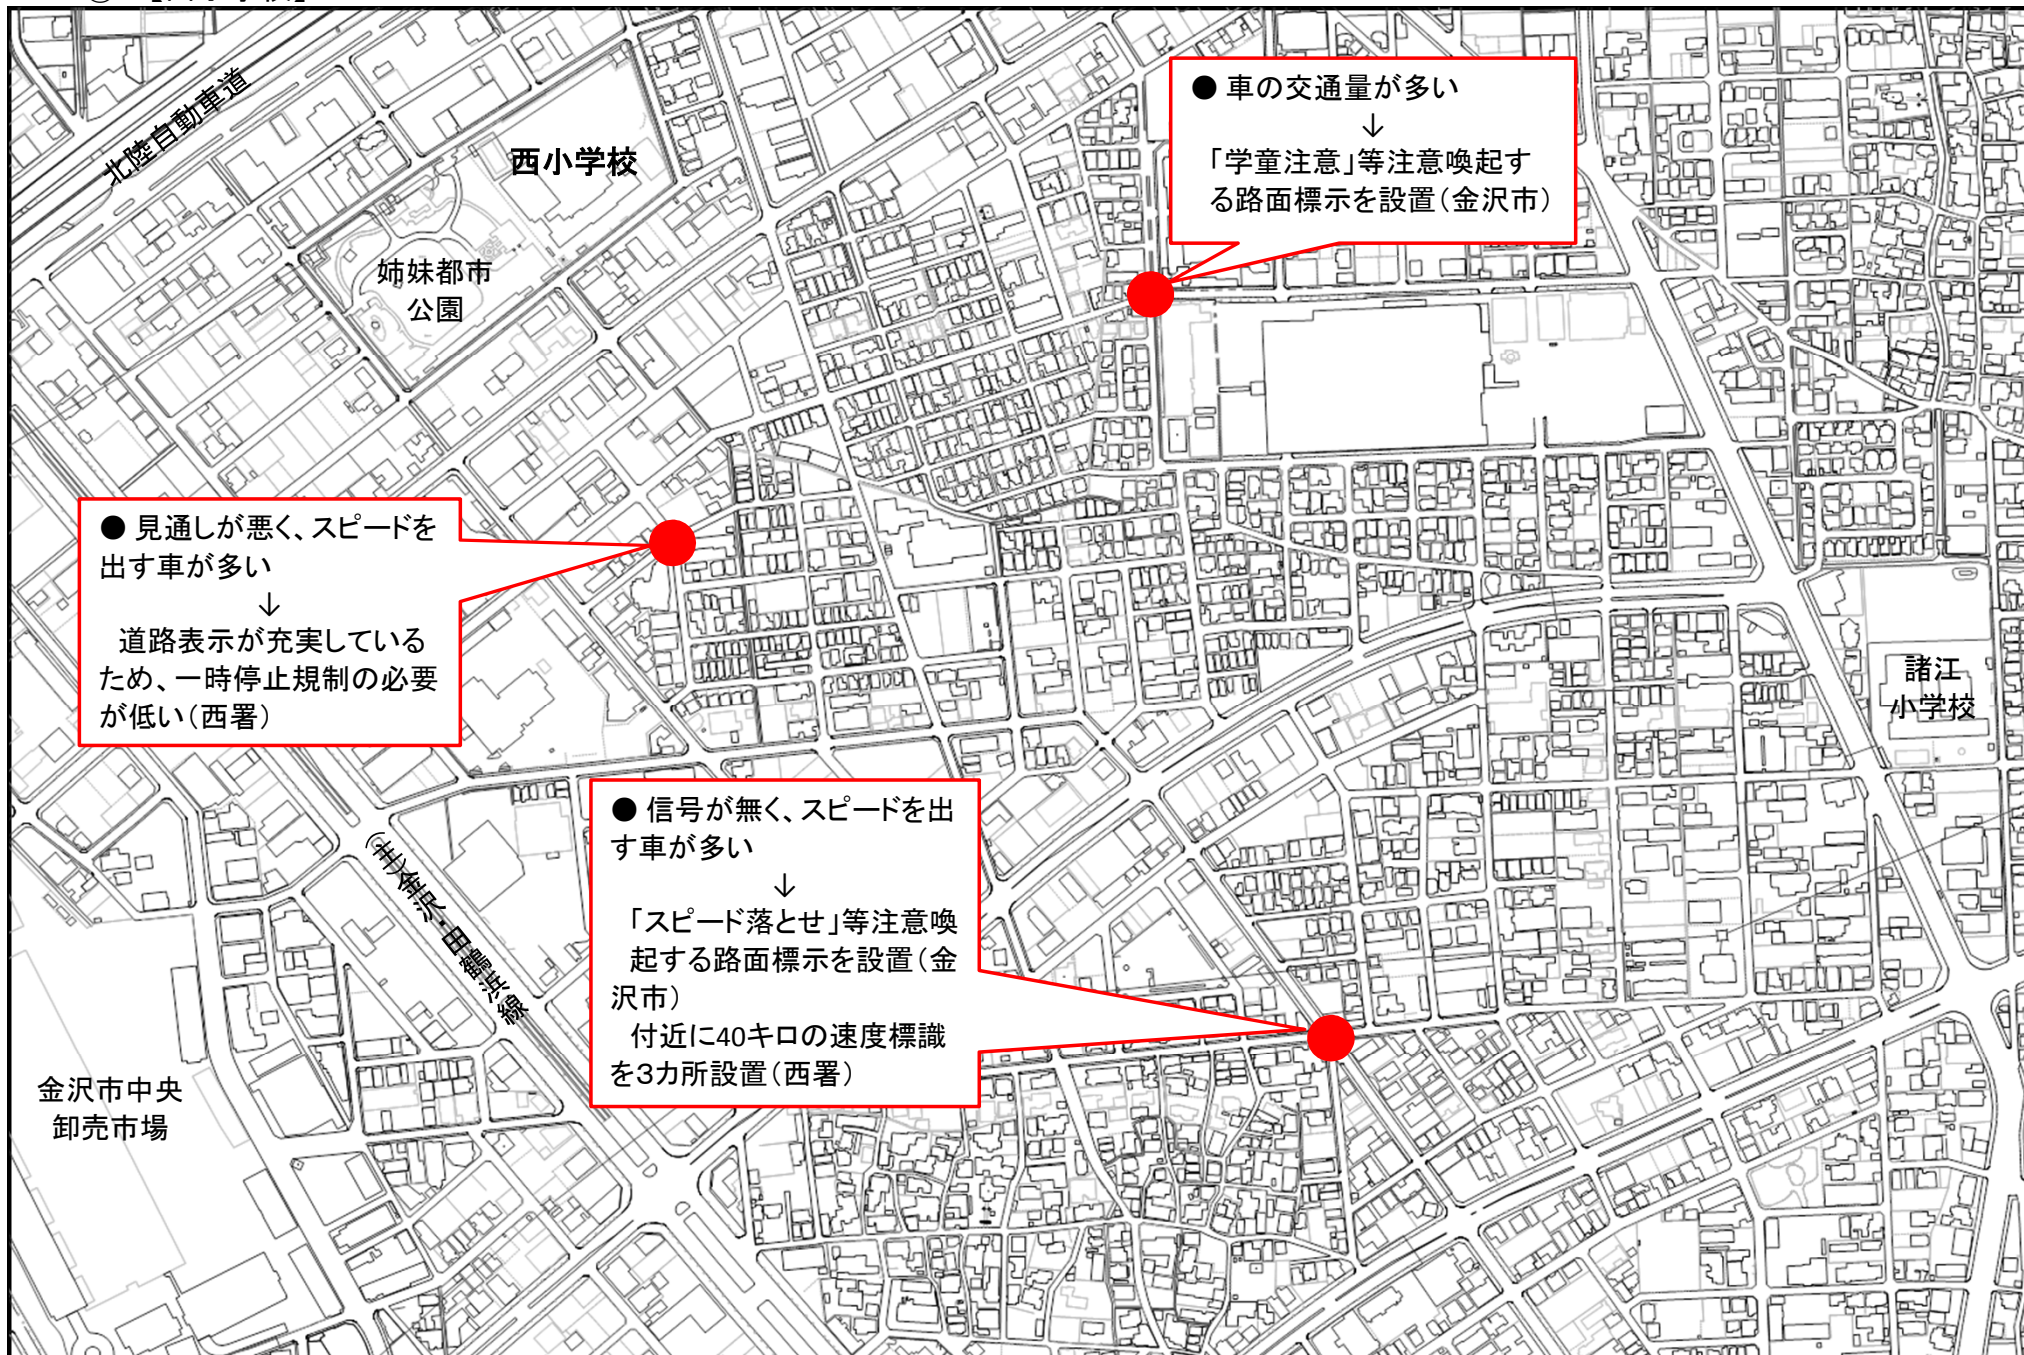 北陸自動車道
西小学校
姉妹都市
公園
● 車の交通量が多い
↓
「学童注意」等注意喚起す
る路面標示を設置(金沢市)
● 見通しが悪く、スピードを
出す車が多い
↓
道路表示が充実している
ため、一時停止規制の必要
が低い(西署)
諸江
小学校
● 信号が無く、スピードを出
す車が多い
↓
「スピード落とせ」等注意喚
起する路面標示を設置(金
沢市)
付近に40キロの速度標識
を3カ所設置(西署)
(主)金沢・田鶴浜線
金沢市中央
卸売市場